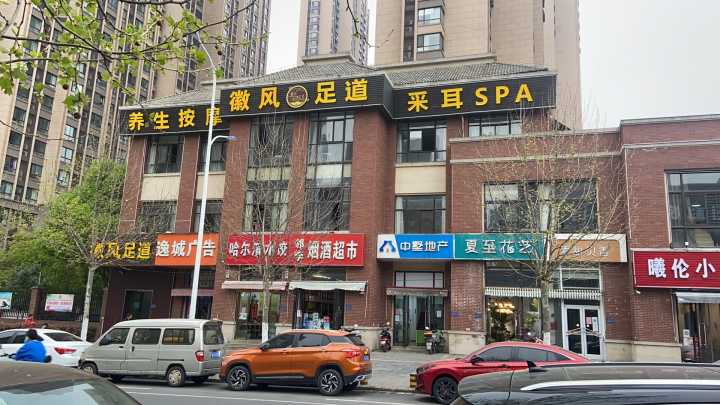 养生按摩
徽风足道
采耳SPA
徽风足道
逸城广告
哈尔滨水饺
烟酒超市
中墅地产
夏至花艺
曦伦小